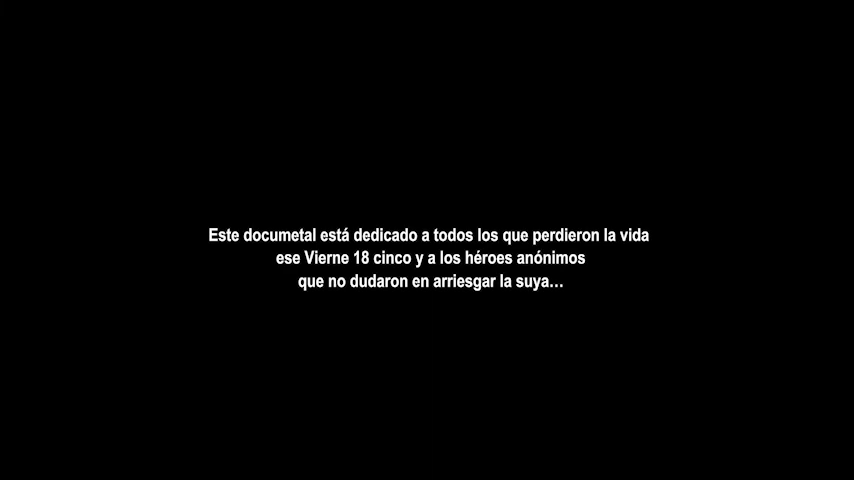 Este documetal está dedicado a todos los que perdieron la vida
ese Vierne 18 cinco y a los héroes anónimos
que no dudaron en arriesgar la suya…